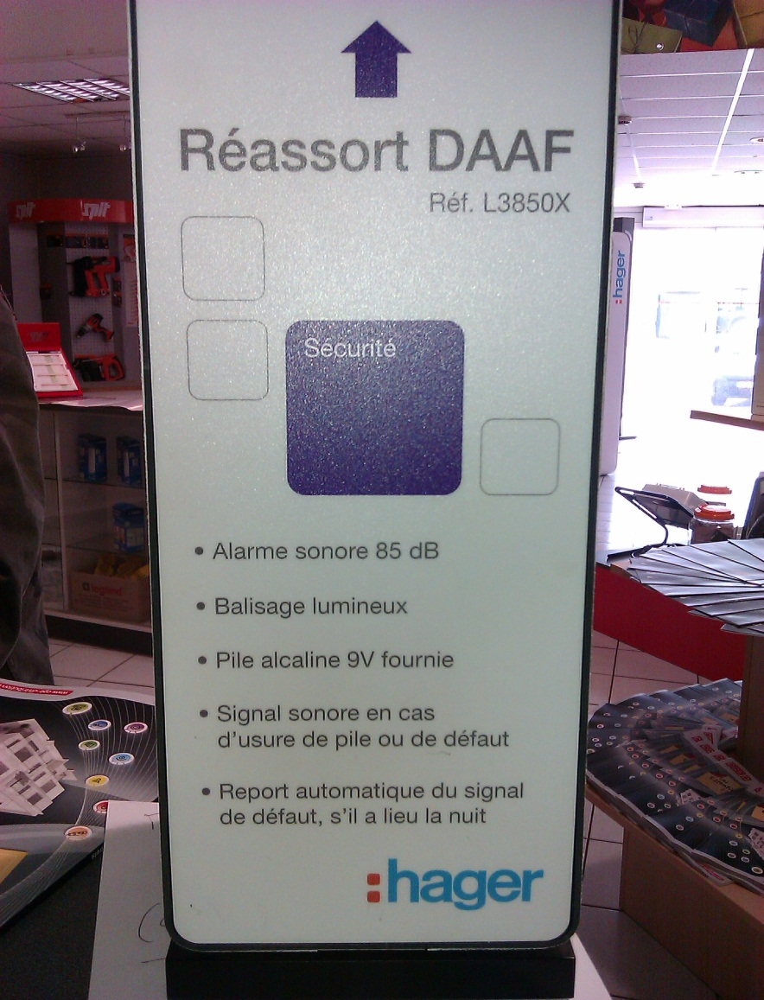 Réassort DAAF
Réf. L3850X
spit spit
:hager
Sécurité
• Alarme sonore 85 dB
• Balisage lumineux
• Pile alcaline 9V fournie
• Signal sonore en cas
d'usure de pile ou de défaut
• Report automatique du signal
de défaut, s'il a lieu la nuit
legrand
:hager